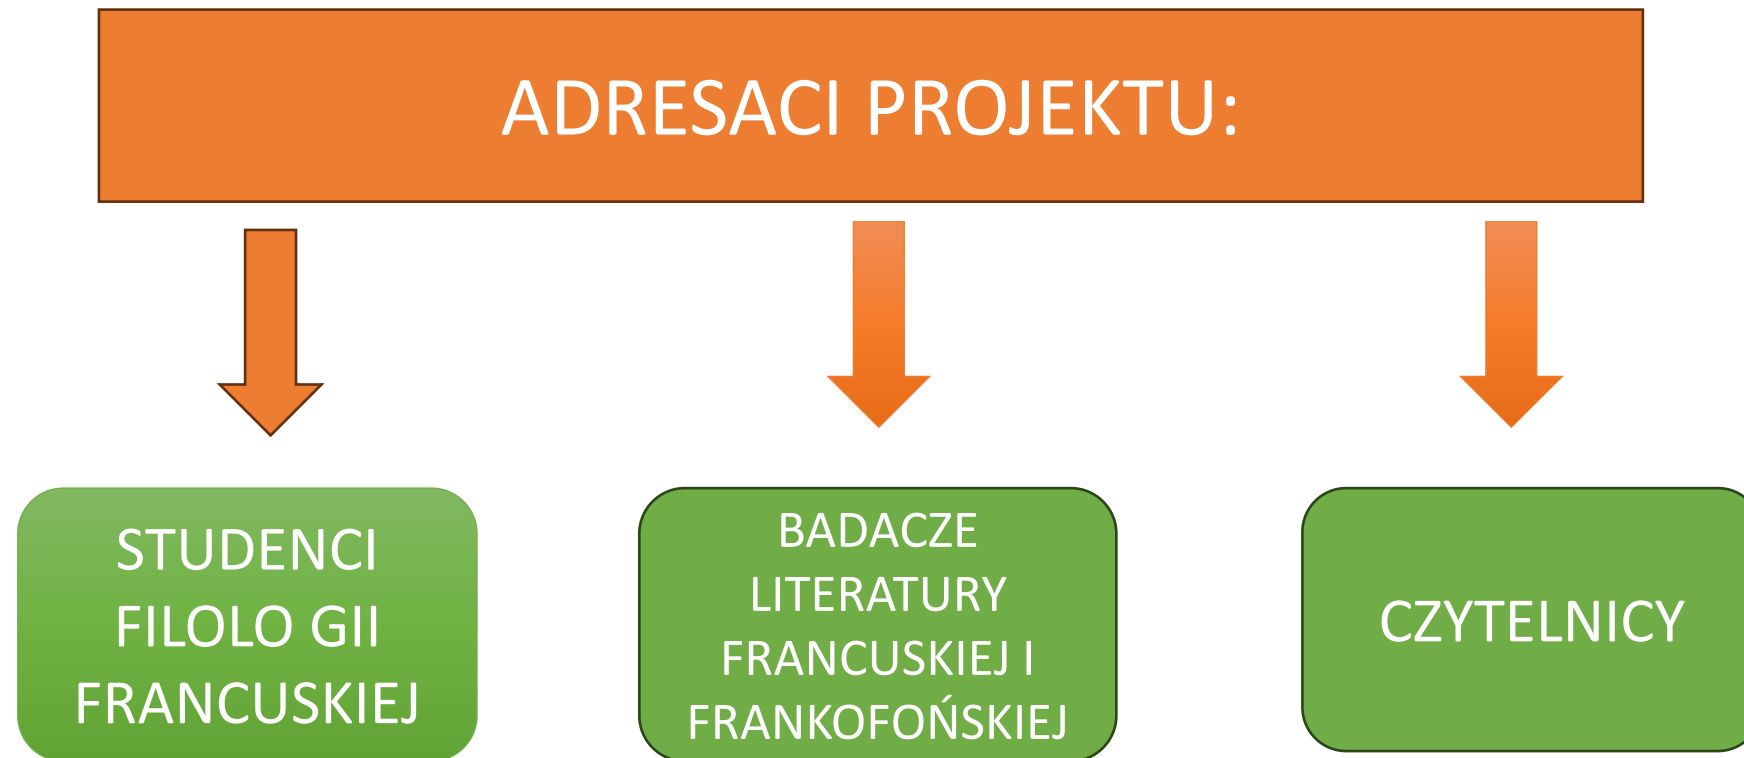 ADRESACI PROJEKTU:
STUDENCI
FILOLO GII
FRANCUSKIEJ
BADACZE
LITERATURY
FRANCUSKIEJ I
FRANKOFOŃSKIEJ
CZYTELNICY